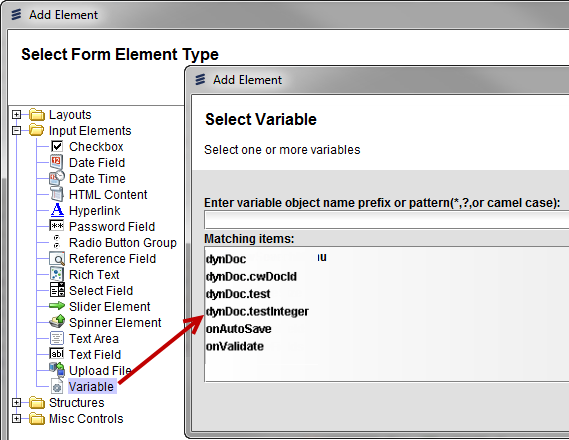 Add Element
Select Form Element Type
Layouts
Input Elements
Checkbox
Date Field
Date Time
HTML Content
Hyperlink
Password Field
Radio Button Group
Reference Field
Rich Text
Select Field
Slider Element
Spinner Element
Text Area
Text Field
Upload File
Variable
Structures
Misc Controls
Add Element
Select Variable
Select one or more variables
Enter variable object name prefix or pattern(*,?,or camel case):
Matching items:
dynDoc
dynDoc.cwDocId
dynDoc.test
dynDoc.testInteger
onAutoSave
onValidate